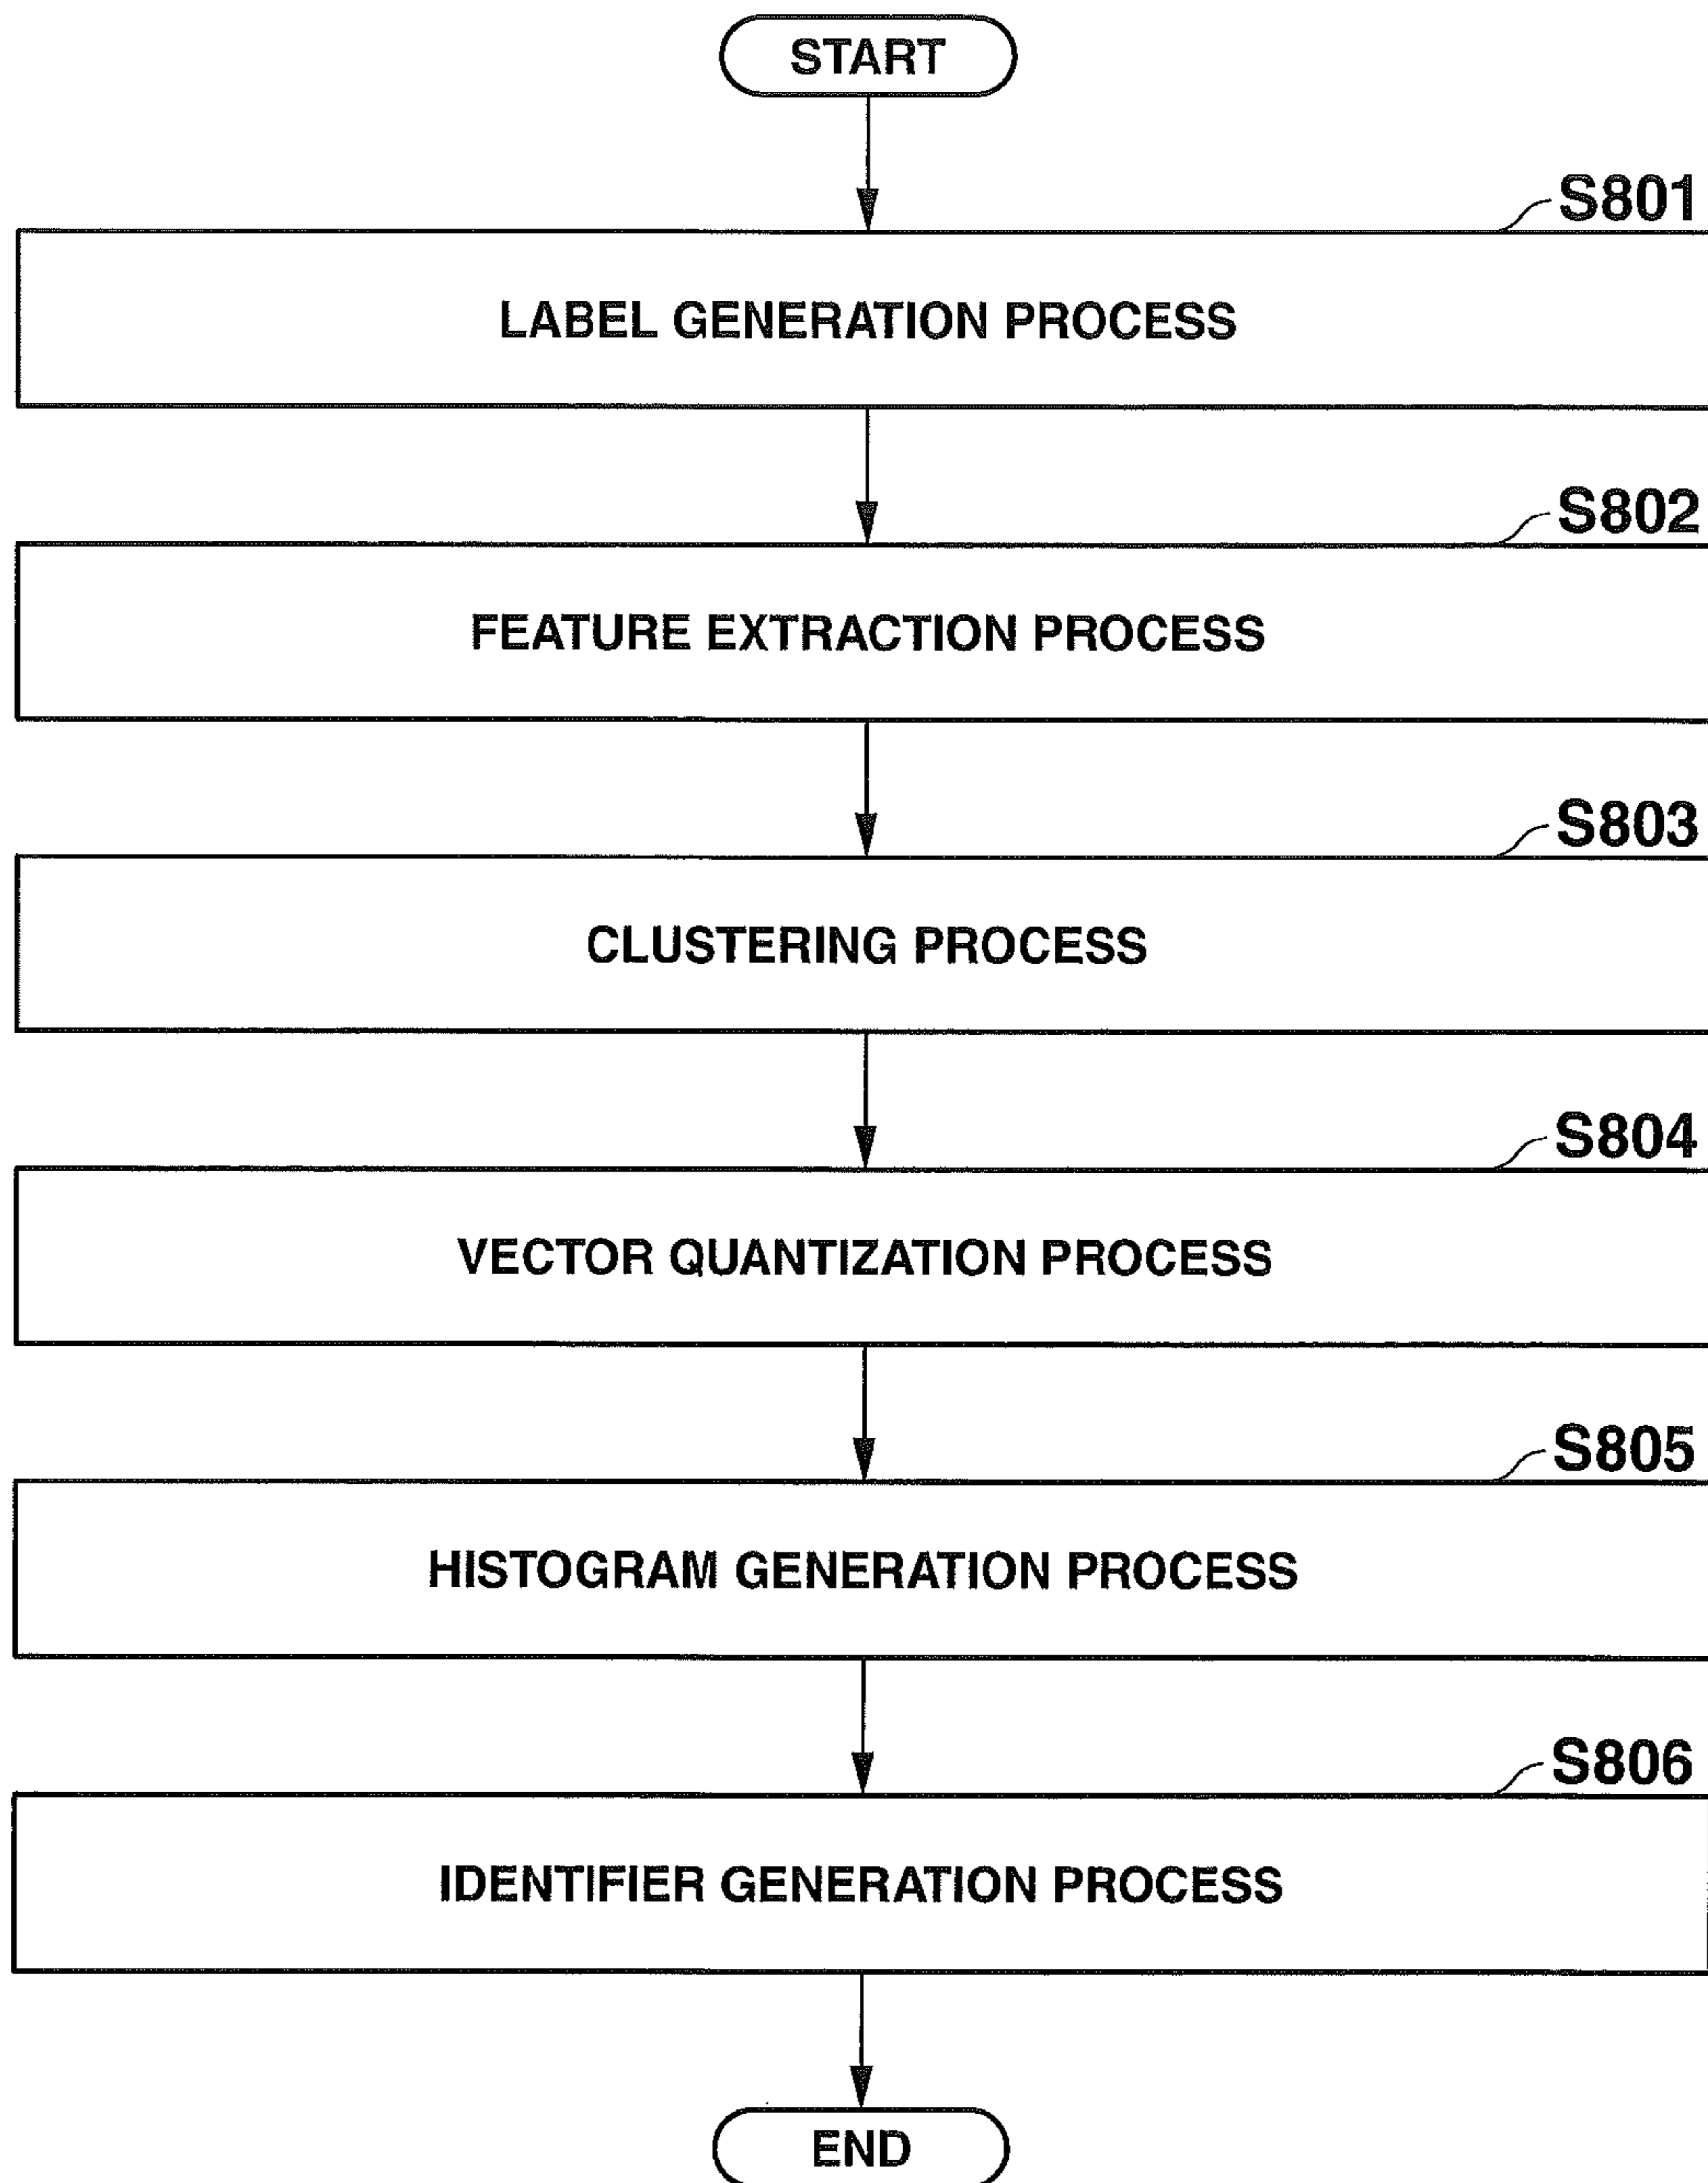 START
S801
LABEL GENERATION PROCESS
S802
FEATURE EXTRACTION PROCESS
S803
CLUSTERING PROCESS
S804
VECTOR QUANTIZATION PROCESS
S805
HISTOGRAM GENERATION PROCESS
S806
IDENTIFIER GENERATION PROCESS
END